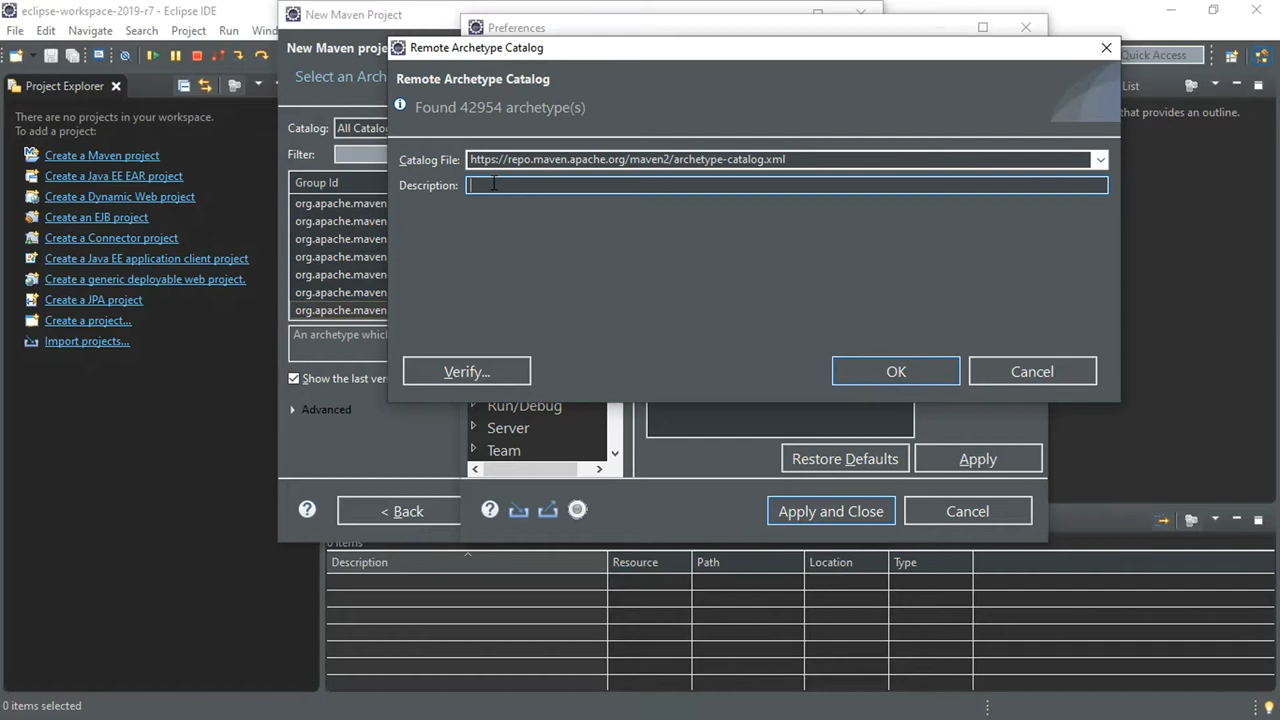 eclipse-workspace-2019-r7 - Eclipse IDE
File Edit Navigate Search Project Run Wind
Quick Access
Project Explorer
There are no projects in your workspace.
To add a project:
Create a Maven project
Create a Java EE EAR project
Create a Dynamic Web project
Create an EJB project
Create a Connector project
Create a Java EE application client project
Create a generic deployable web project.
Create a JPA project
Create a project...
Import projects...
New Maven Project
New Maven proje
Select an Arch
Catalog: All Catalo
Filter:
Group Id
org.apache.maven
org.apache.maven
org.apache.maven
org.apache.maven
org.apache.maven
org.apache.maven
org.apache.maven
An archetype whic
Show the last ver
Advanced
< Back
Preferences
Run/Debug
Server
Team
Restore Defaults
Apply
Apply and Close
Cancel
Remote Archetype Catalog
Remote Archetype Catalog
Found 42954 archetype(s)
Catalog File: https://repo.maven.apache.org/maven2/archetype-catalog.xml
Description:
Verify...
OK
Cancel
List
that provides an outline.
0 items
Description Resource Path Location Type
0 items selected